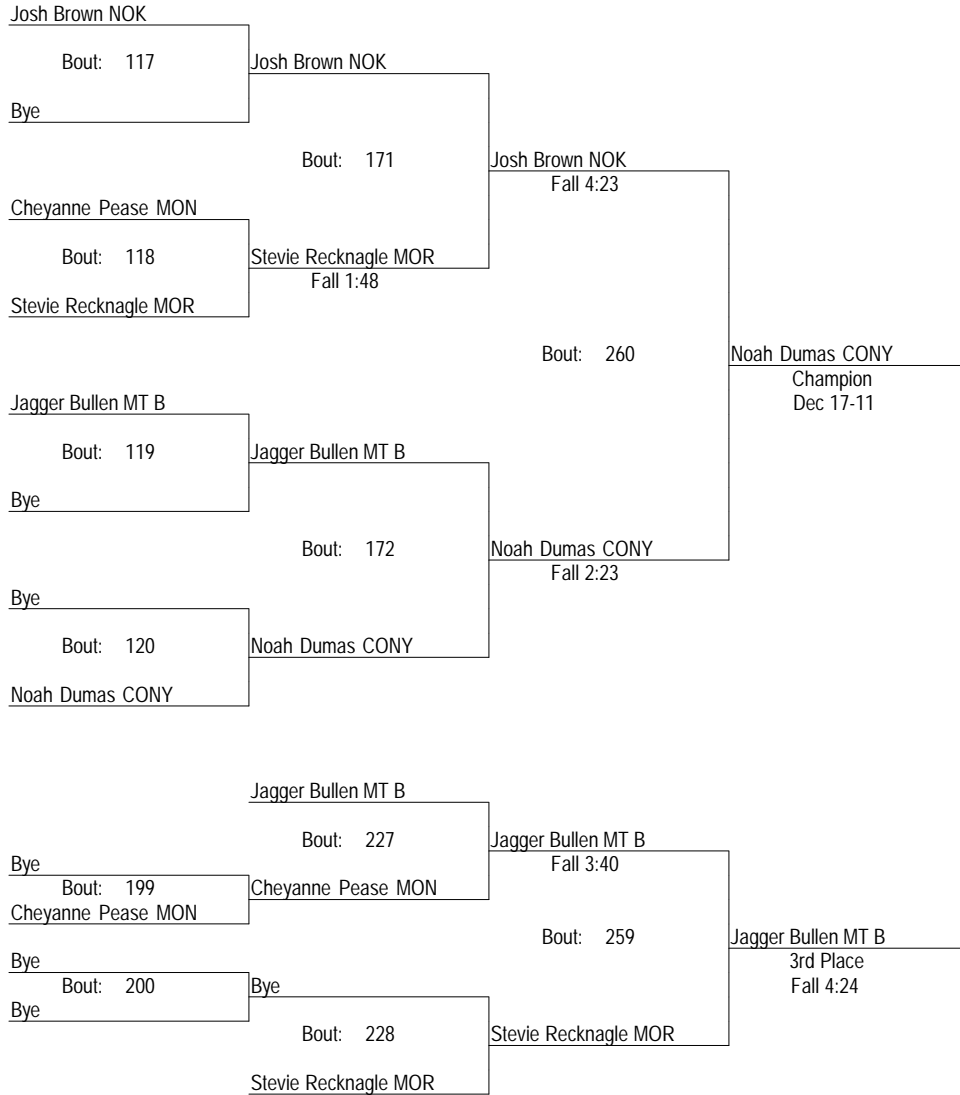 Josh Brown NOK
Bout: 117
Josh Brown NOK
Bye
Bout: 171
Josh Brown NOK
Fall 4:23
Cheyanne Pease MON
Bout: 118
Stevie Recknagle MOR
Fall 1:48
Stevie Recknagle MOR
Bout: 260
Noah Dumas CONY
Champion
Dec 17-11
Jagger Bullen MT B
Bout: 119
Jagger Bullen MT B
Bye
Bout: 172
Noah Dumas CONY
Fall 2:23
Bye
Bout: 120
Noah Dumas CONY
Noah Dumas CONY
Jagger Bullen MT B
Bout: 227
Jagger Bullen MT B
Fall 3:40
Bye
Bout: 199
Cheyanne Pease MON
Cheyanne Pease MON
Bout: 259
Jagger Bullen MT B
3rd Place
Fall 4:24
Bye
Bout: 200
Bye
Bye
Bout: 228
Stevie Recknagle MOR
Stevie Recknagle MOR